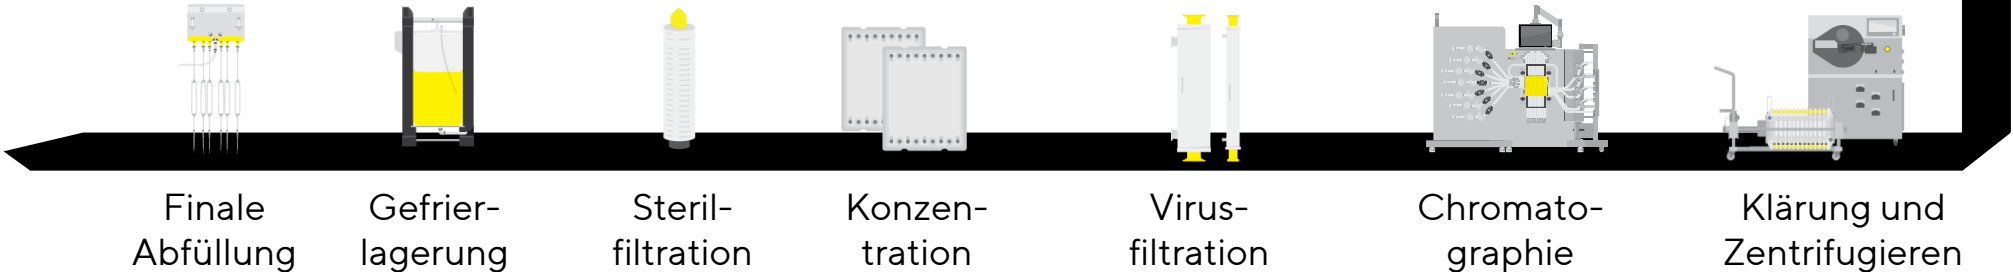 Finale
Abfüllung
Gefrier-
lagerung
Steril-
filtration
Konzen-
tration
Virus-
filtration
Chromato-
graphie
Klärung und
Zentrifugieren